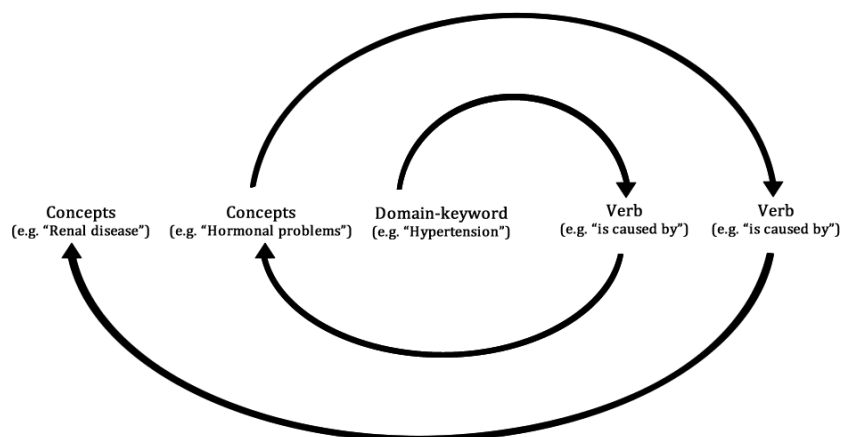 Concepts
(e.g. “Renal disease”)
Concepts
(e.g. “Hormonal problems”)
Domain-keyword
(e.g. “Hypertension”)
Verb
(e.g. “is caused by”)
Verb
(e.g. “is caused by”)